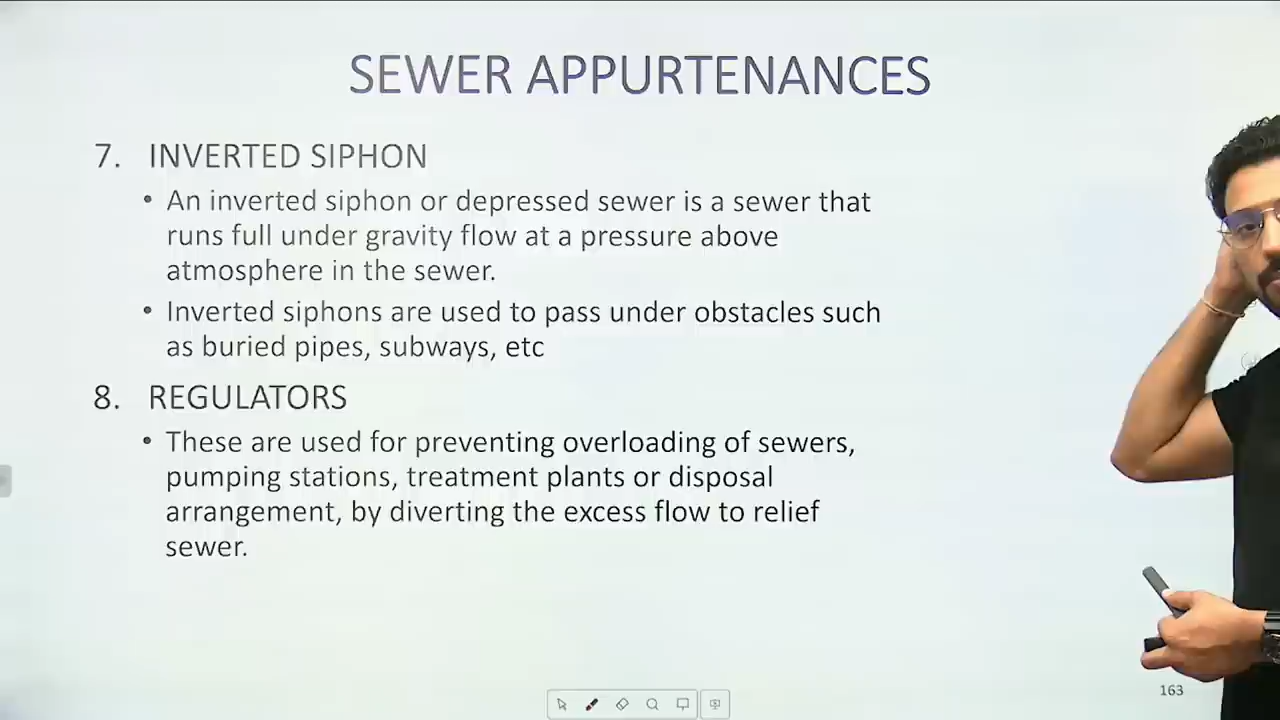 SEWER APPURTENANCES
7. INVERTED SIPHON
• An inverted siphon or depressed sewer is a sewer that
runs full under gravity flow at a pressure above
atmosphere in the sewer.
• Inverted siphons are used to pass under obstacles such
as buried pipes, subways, etc
8. REGULATORS
• These are used for preventing overloading of sewers,
pumping stations, treatment plants or disposal
arrangement, by diverting the excess flow to relief
sewer.
163